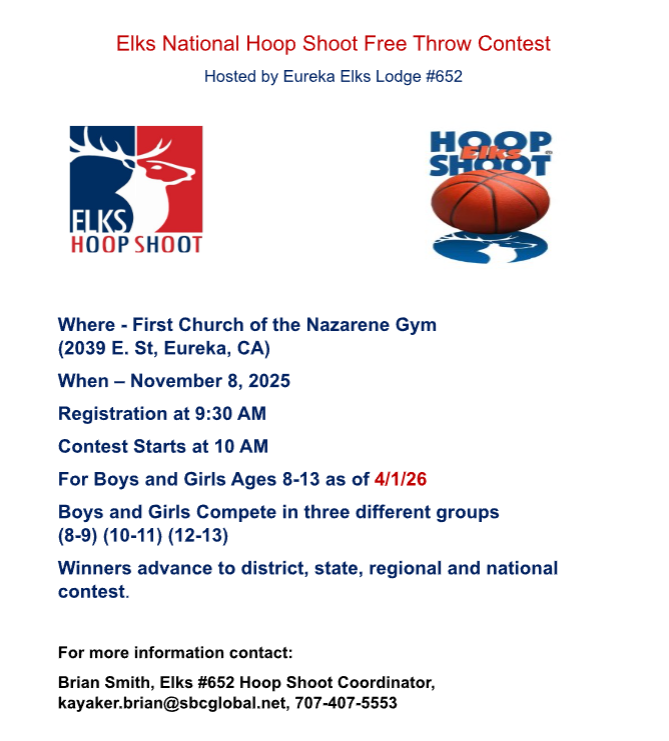 Elks National Hoop Shoot Free Throw Contest
Hosted by Eureka Elks Lodge #652
ELKS
HOOP SHOOT
HOOP
Elks
SHOOT
Where - First Church of the Nazarene Gym
(2039 E. St, Eureka, CA)
When – November 8, 2025
Registration at 9:30 AM
Contest Starts at 10 AM
For Boys and Girls Ages 8-13 as of 4/1/26
Boys and Girls Compete in three different groups
(8-9) (10-11) (12-13)
Winners advance to district, state, regional and national
contest.
For more information contact:
Brian Smith, Elks #652 Hoop Shoot Coordinator,
kayaker.brian@sbcglobal.net, 707-407-5553